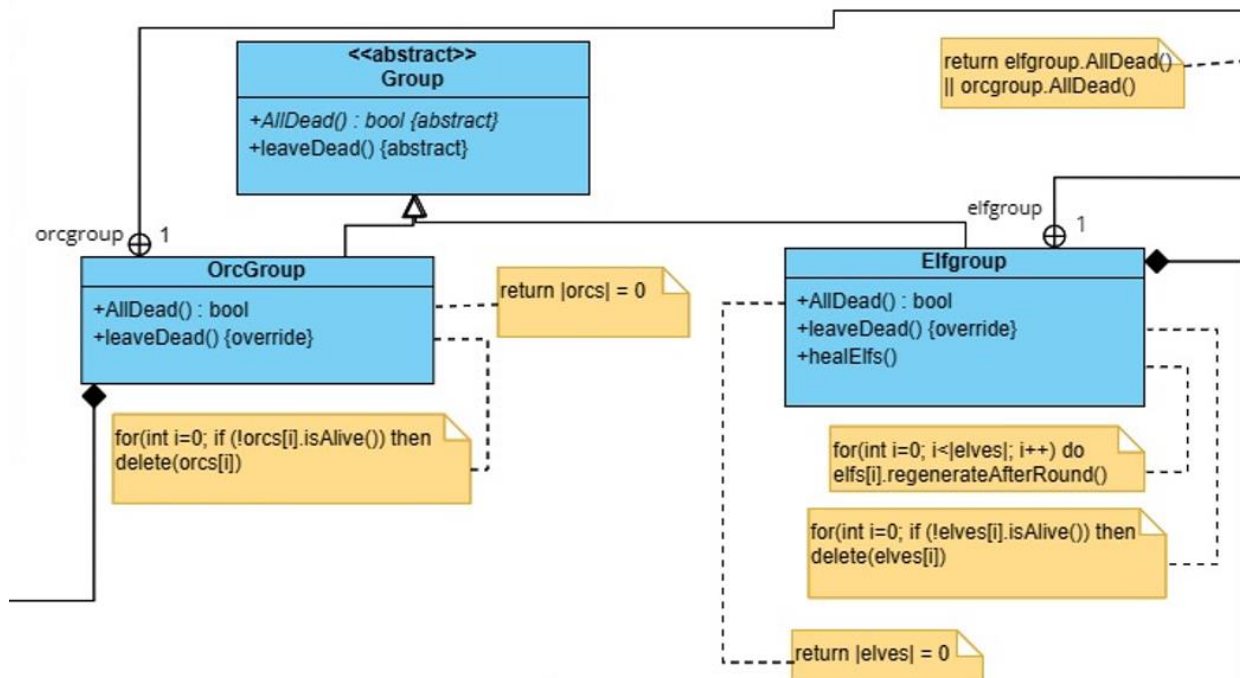 <<abstract>>
Group
+AllDead() : bool {abstract}
+leaveDead() {abstract}
return elfgroup.AllDead()
|| orcgroup.AllDead()
orcgroup
1
elfgroup
1
OrcGroup
+AllDead() : bool
+leaveDead() {override}
return |orcs| = 0
Elfgroup
+AllDead() : bool
+leaveDead() {override}
+healElfs()
for(int i=0; if (!orcs[i].isAlive()) then
delete(orcs[i])
for(int i=0; i<|elves|; i++) do
elfs[i].regenerateAfterRound()
for(int i=0; if (!elves[i].isAlive()) then
delete(elves[i])
return |elves| = 0